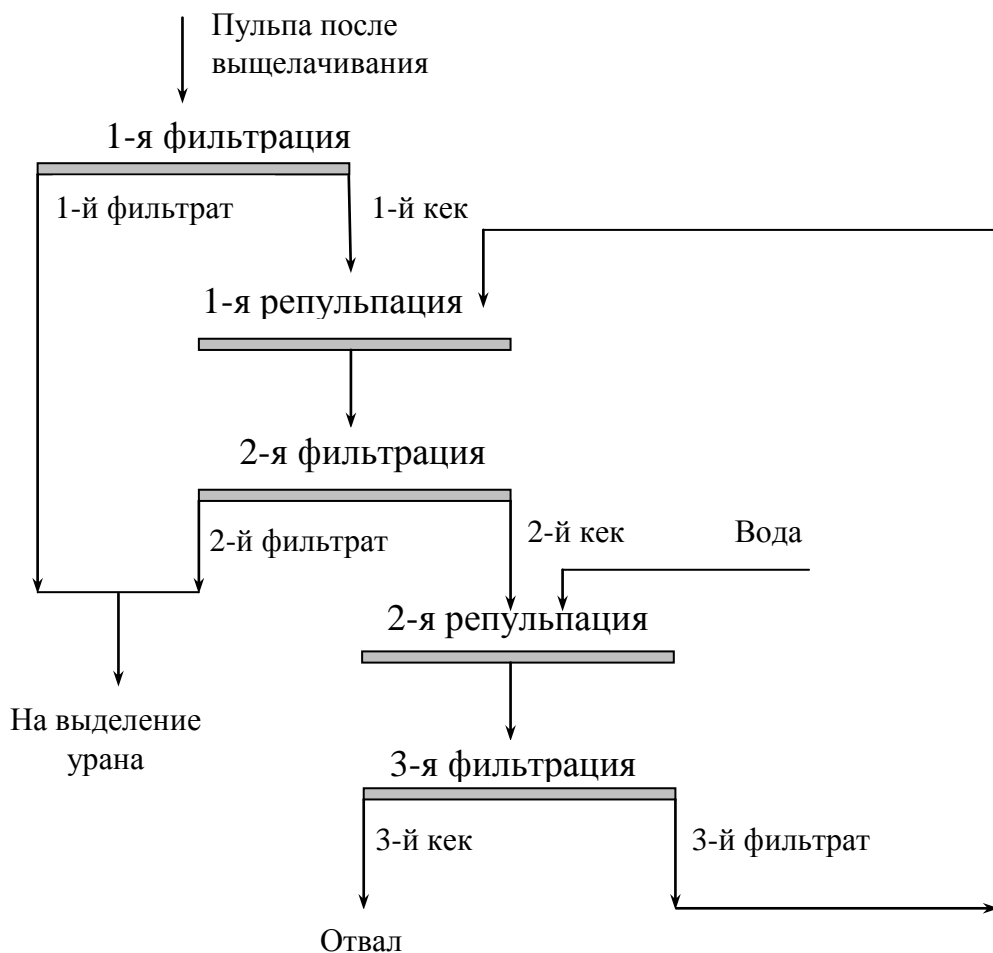 Пульпа после
выщелачивания
1-я фильтрация
1-й фильтрат
1-й кек
1-я репульпация
2-я фильтрация
2-й фильтрат
2-й кек
Вода
2-я репульпация
На выделение
урана
3-я фильтрация
3-й кек
3-й фильтрат
Отвал